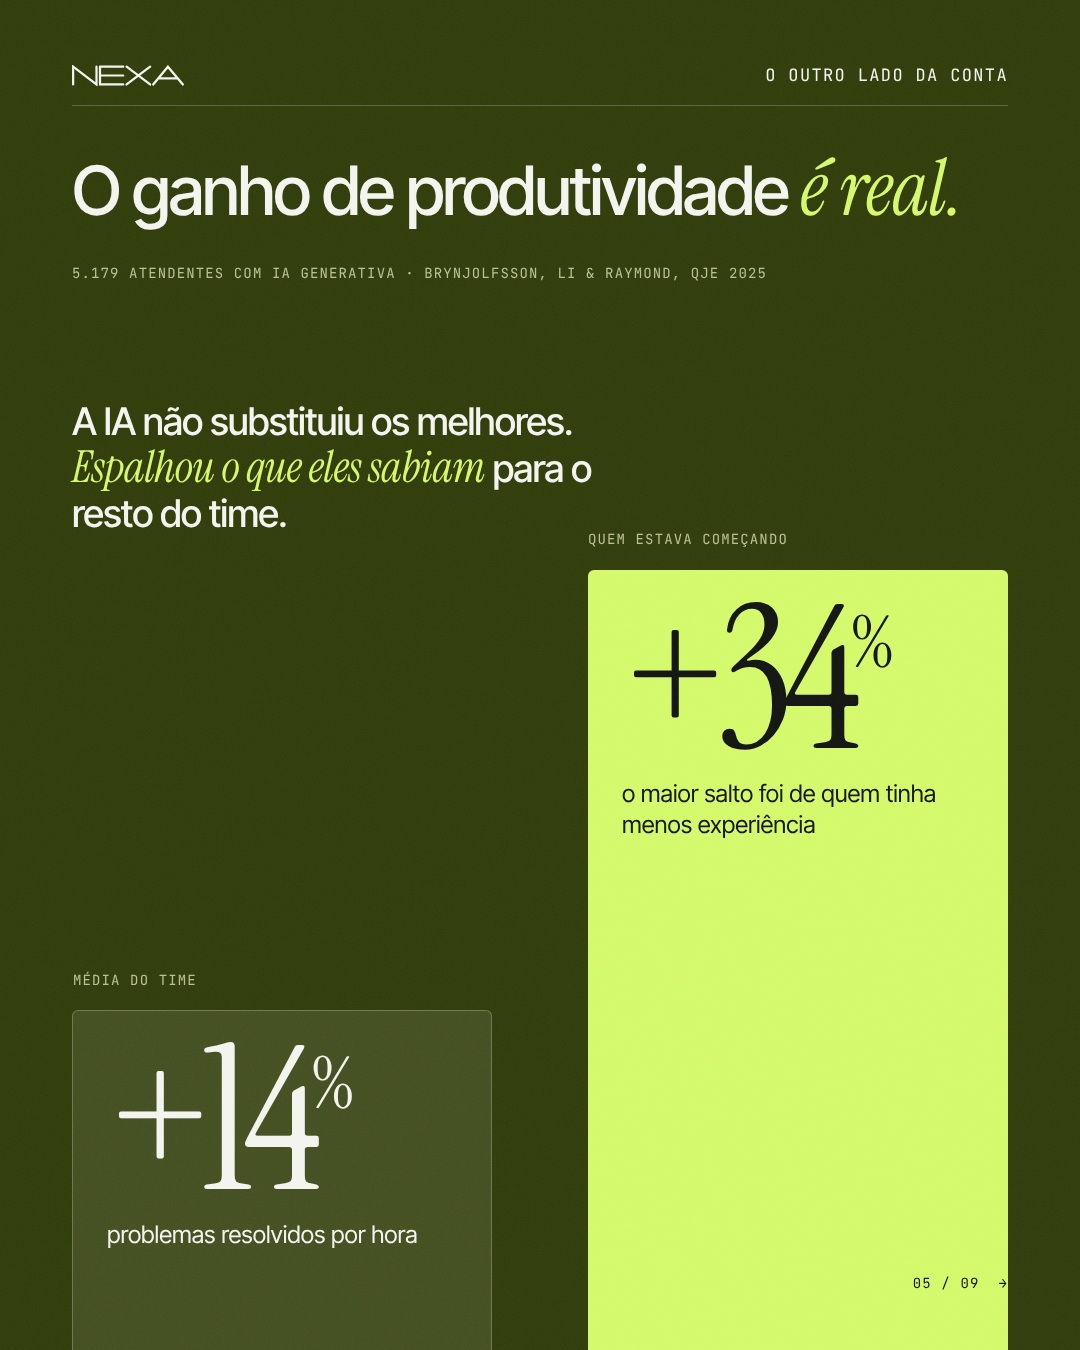 NEXA
O OUTRO LADO DA CONTA
O ganho de produtividade é real.
5.179 ATENDENTES COM IA GENERATIVA · BRYNJOLFSSON, LI & RAYMOND, QJE 2025
A IA não substituiu os melhores.
Espalhou o que eles sabiam para o
resto do time.
QUEM ESTAVA COMEÇANDO
+34%
o maior salto foi de quem tinha
menos experiência
MÉDIA DO TIME
+14%
problemas resolvidos por hora
05 / 09 →